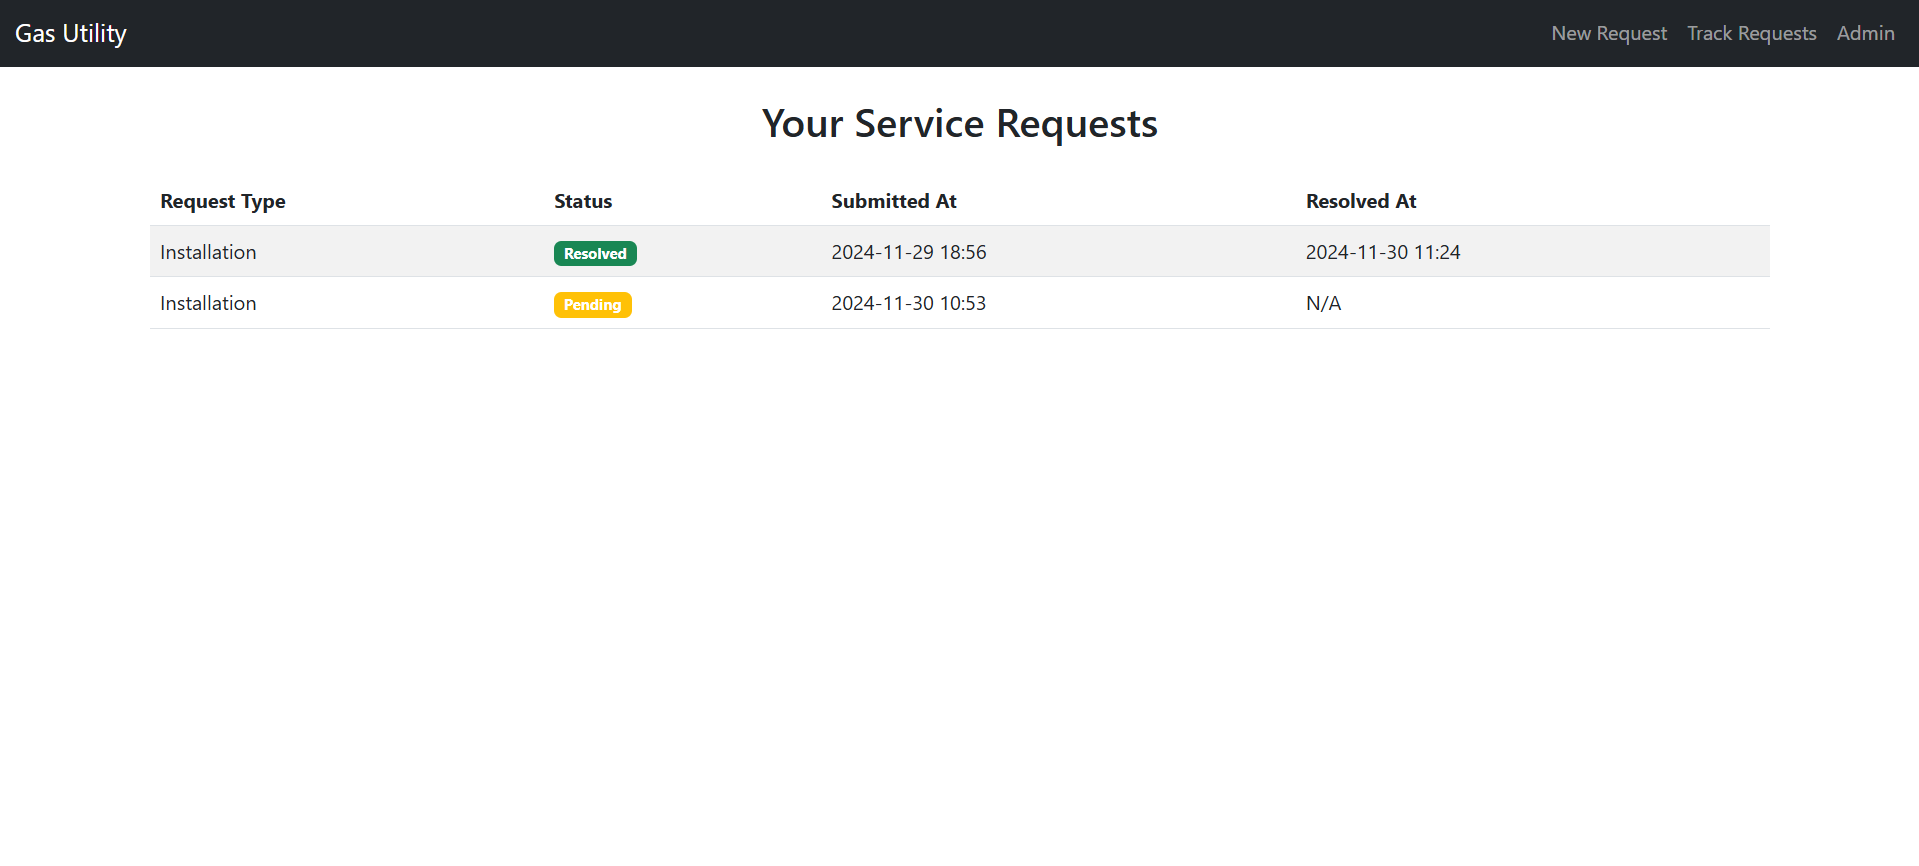 Gas Utility New Request Track Requests Admin
Your Service Requests
Request Type Status Submitted At Resolved At
Installation Resolved 2024-11-29 18:56 2024-11-30 11:24
Installation Pending 2024-11-30 10:53 N/A